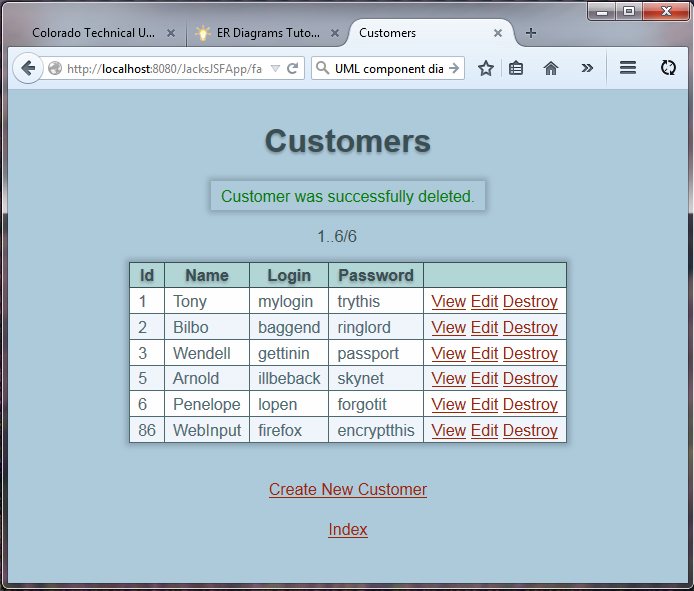 Colorado Technical U...
ER Diagrams Tuto...
Customers
http://localhost:8080/JacksJSFApp/fa
UML component dia
Customers
Customer was successfully deleted.
1..6/6
Id Name Login Password
1 Tony mylogin trythis View Edit Destroy
2 Bilbo baggend ringlord View Edit Destroy
3 Wendell gettinin passport View Edit Destroy
5 Arnold illbeback skynet View Edit Destroy
6 Penelope lopen forgotit View Edit Destroy
86 WebInput firefox encryptthis View Edit Destroy
Create New Customer
Index